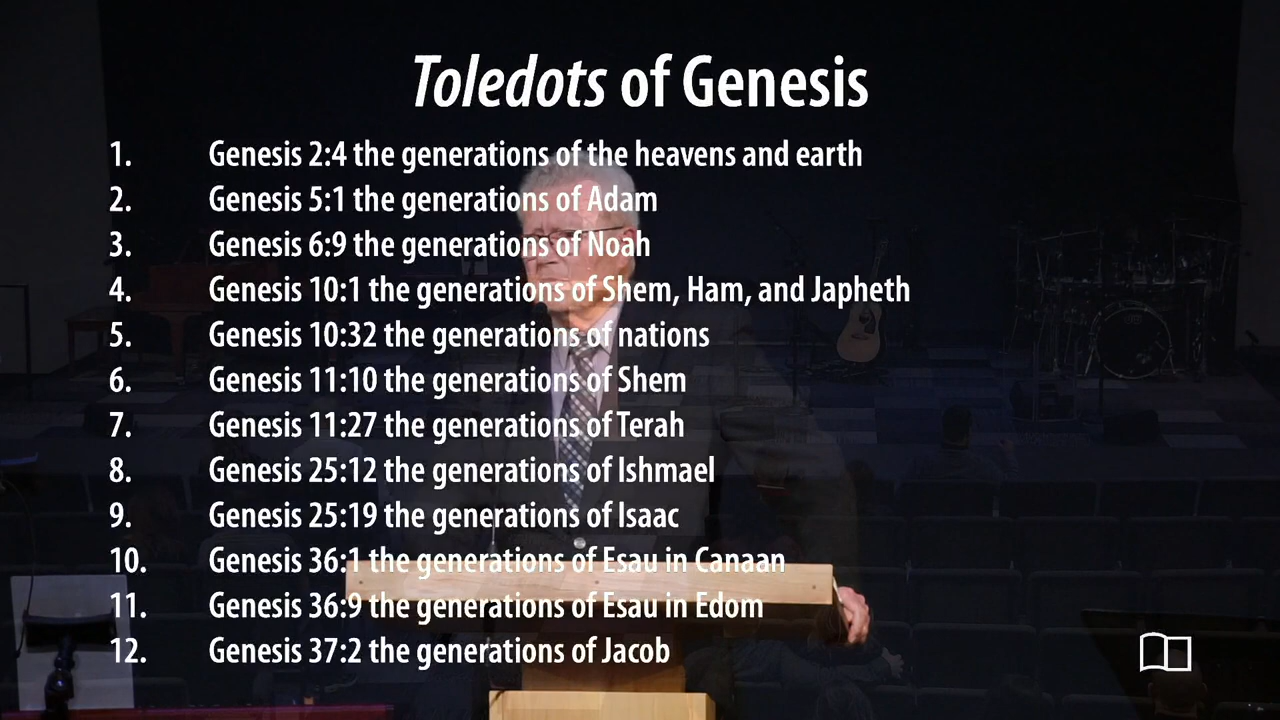 Toledots of Genesis
1. Genesis 2:4 the generations of the heavens and earth
2. Genesis 5:1 the generations of Adam
3. Genesis 6:9 the generations of Noah
4. Genesis 10:1 the generations of Shem, Ham, and Japheth
5. Genesis 10:32 the generations of nations
6. Genesis 11:10 the generations of Shem
7. Genesis 11:27 the generations of Terah
8. Genesis 25:12 the generations of Ishmael
9. Genesis 25:19 the generations of Isaac
10. Genesis 36:1 the generations of Esau in Canaan
11. Genesis 36:9 the generations of Esau in Edom
12. Genesis 37:2 the generations of Jacob